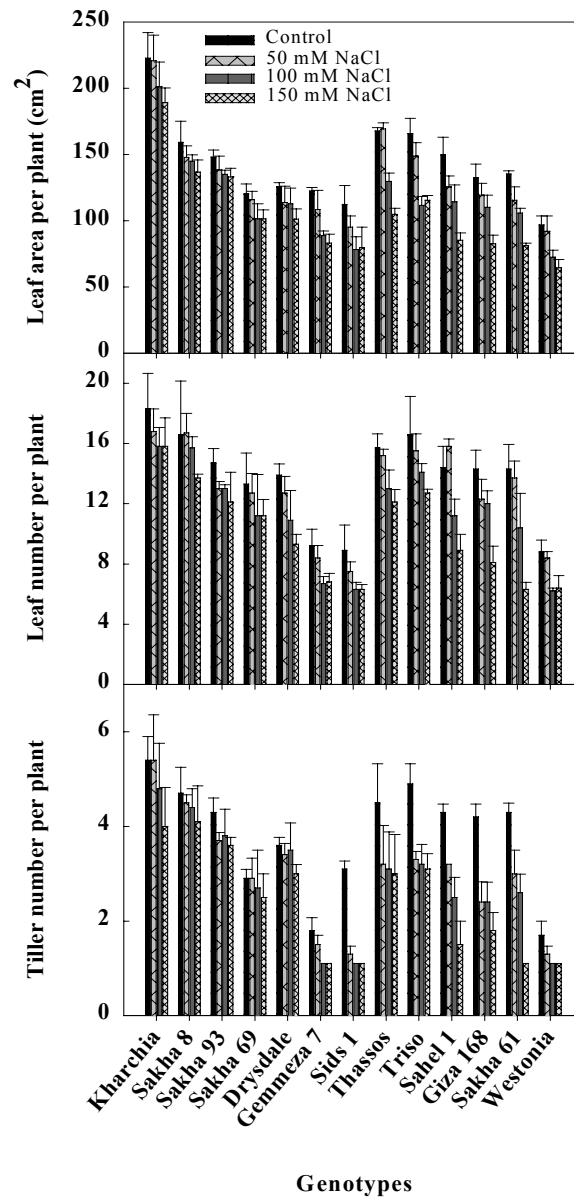 Control
50 mM NaCl
100 mM NaCl
150 mM NaCl
Leaf area per plant (cm²)
250
200
150
100
50
0
Leaf number per plant
20
16
12
8
4
0
Tiller number per plant
6
4
2
0
Kharchia
Sakha 8
Sakha 93
Sakha 69
Drysdale
Gemmeza 7
Sids 1
Thassos
Triso
Sahel 1
Giza 168
Sakha 61
Westonia
Genotypes